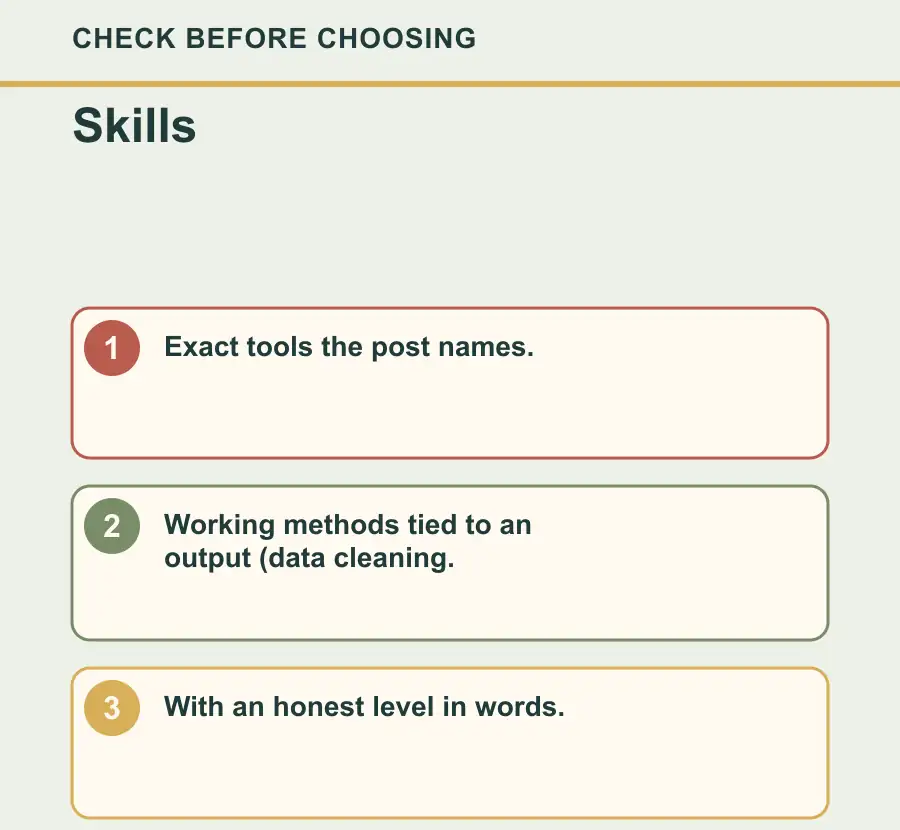 CHECK BEFORE CHOOSING
Skills
1
Exact tools the post names.
2
Working methods tied to an
output (data cleaning.
3
With an honest level in words.